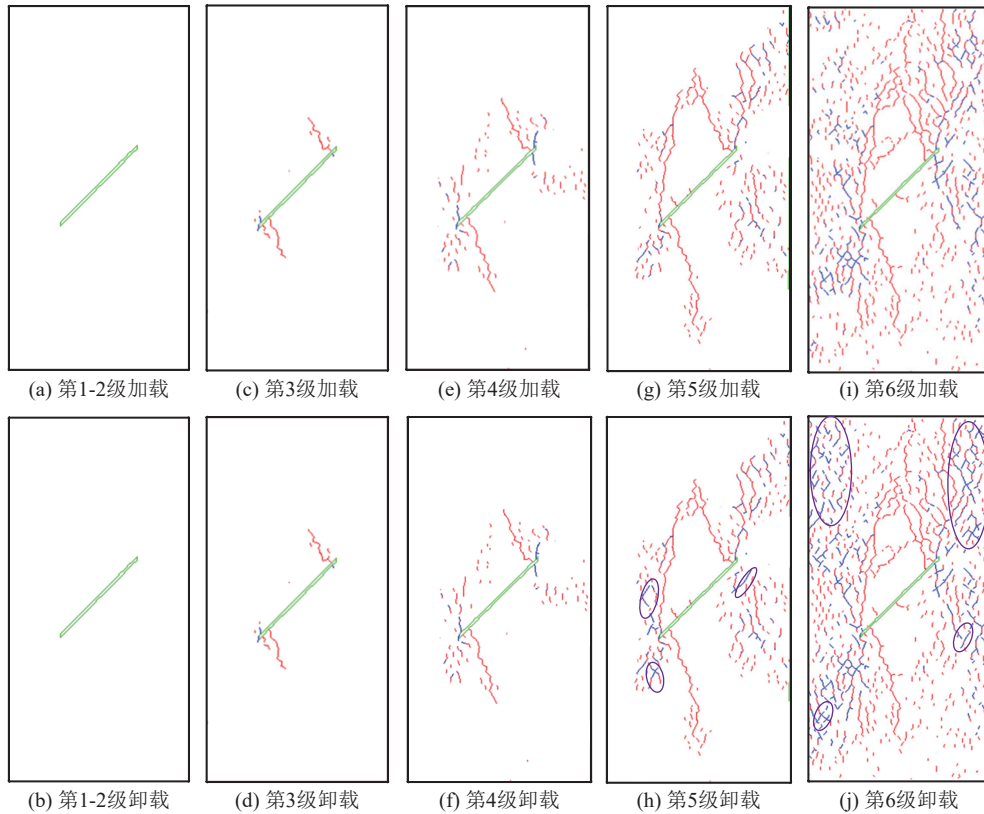 (a) 第1-2级加载
(c) 第3级加载
(e) 第4级加载
(g) 第5级加载
(i) 第6级加载
(b) 第1-2级卸载
(d) 第3级卸载
(f) 第4级卸载
(h) 第5级卸载
(j) 第6级卸载